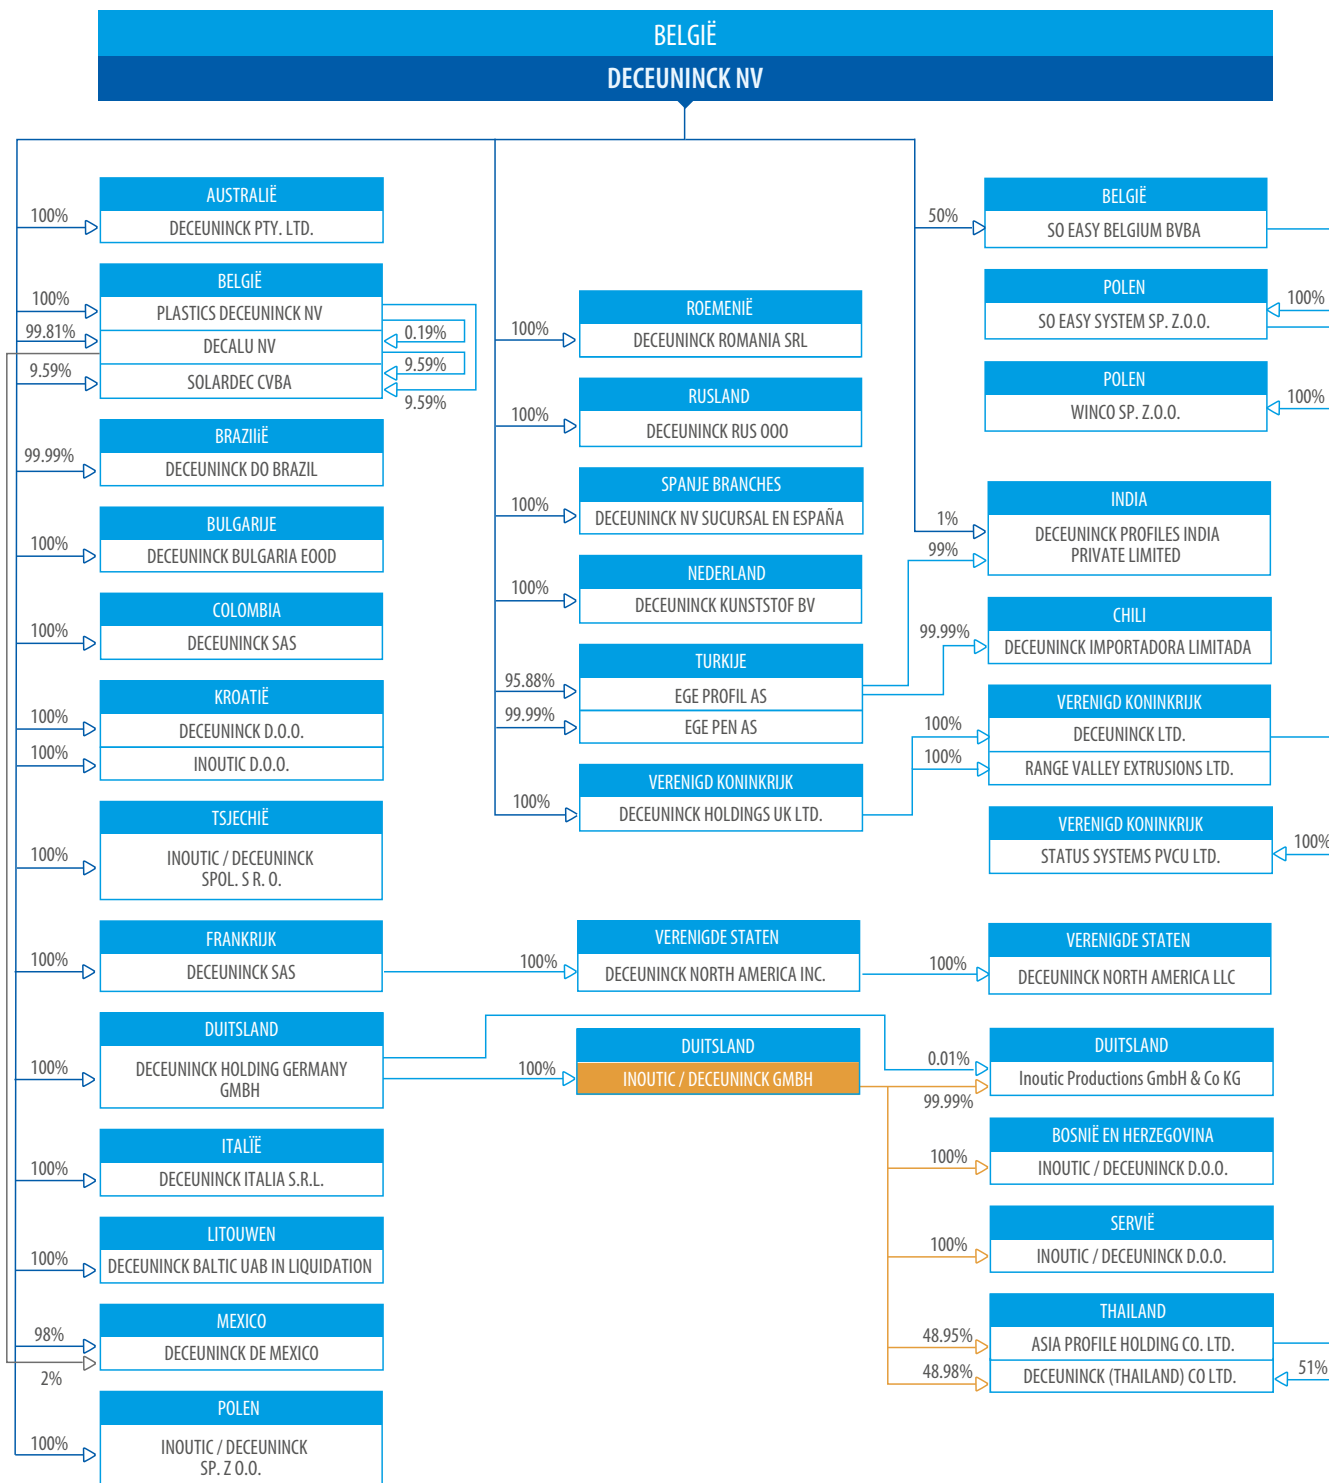 BELGIË
DECEUNINCK NV
AUSTRALIË
100%
DECEUNINCK PTY. LTD.
BELGIË
100%
PLASTICS DECEUNINCK NV
99.81%
DECALU NV
0.19%
9.59%
SOLARDEC CVBA
9.59%
9.59%
BRAZIliË
99.99%
DECEUNINCK DO BRAZIL
BULGARIJE
100%
DECEUNINCK BULGARIA EOOD
COLOMBIA
100%
DECEUNINCK SAS
KROATIË
100%
DECEUNINCK D.O.O.
100%
INOUTIC D.O.O.
TSJECHIË
100%
INOUTIC / DECEUNINCK
SPOL. S R. O.
FRANKRIJK
100%
DECEUNINCK SAS
DUITSLAND
100%
DECEUNINCK HOLDING GERMANY
GMBH
ITALÏË
100%
DECEUNINCK ITALIA S.R.L.
LITOUWEN
100%
DECEUNINCK BALTIC UAB IN LIQUIDATION
MEXICO
98%
DECEUNINCK DE MEXICO
2%
POLEN
100%
INOUTIC / DECEUNINCK
SP. Z O.O.
ROEMENIË
100%
DECEUNINCK ROMANIA SRL
RUSLAND
100%
DECEUNINCK RUS OOO
SPANJE BRANCHES
100%
DECEUNINCK NV SUCURSAL EN ESPAÑA
NEDERLAND
100%
DECEUNINCK KUNSTSTOF BV
TURKIJE
95.88%
EGE PROFIL AS
99.99%
EGE PEN AS
VERENIGD KONINKRIJK
100%
DECEUNINCK HOLDINGS UK LTD.
VERENIGDE STATEN
100%
DECEUNINCK NORTH AMERICA INC.
DUITSLAND
100%
INOUTIC / DECEUNINCK GMBH
BELGIË
50%
SO EASY BELGIUM BVBA
POLEN
100%
SO EASY SYSTEM SP. Z.O.O.
POLEN
100%
WINCO SP. Z.O.O.
INDIA
1%
DECEUNINCK PROFILES INDIA
PRIVATE LIMITED
99%
CHILI
99.99%
DECEUNINCK IMPORTADORA LIMITADA
VERENIGD KONINKRIJK
100%
DECEUNINCK LTD.
100%
RANGE VALLEY EXTRUSIONS LTD.
VERENIGD KONINKRIJK
100%
STATUS SYSTEMS PVCU LTD.
VERENIGDE STATEN
100%
DECEUNINCK NORTH AMERICA LLC
DUITSLAND
0.01%
Inoutic Productions GmbH & Co KG
99.99%
BOSNIË EN HERZEGOVINA
100%
INOUTIC / DECEUNINCK D.O.O.
SERVIË
100%
INOUTIC / DECEUNINCK D.O.O.
THAILAND
48.95%
ASIA PROFILE HOLDING CO. LTD.
48.98%
DECEUNINCK (THAILAND) CO LTD.
51%